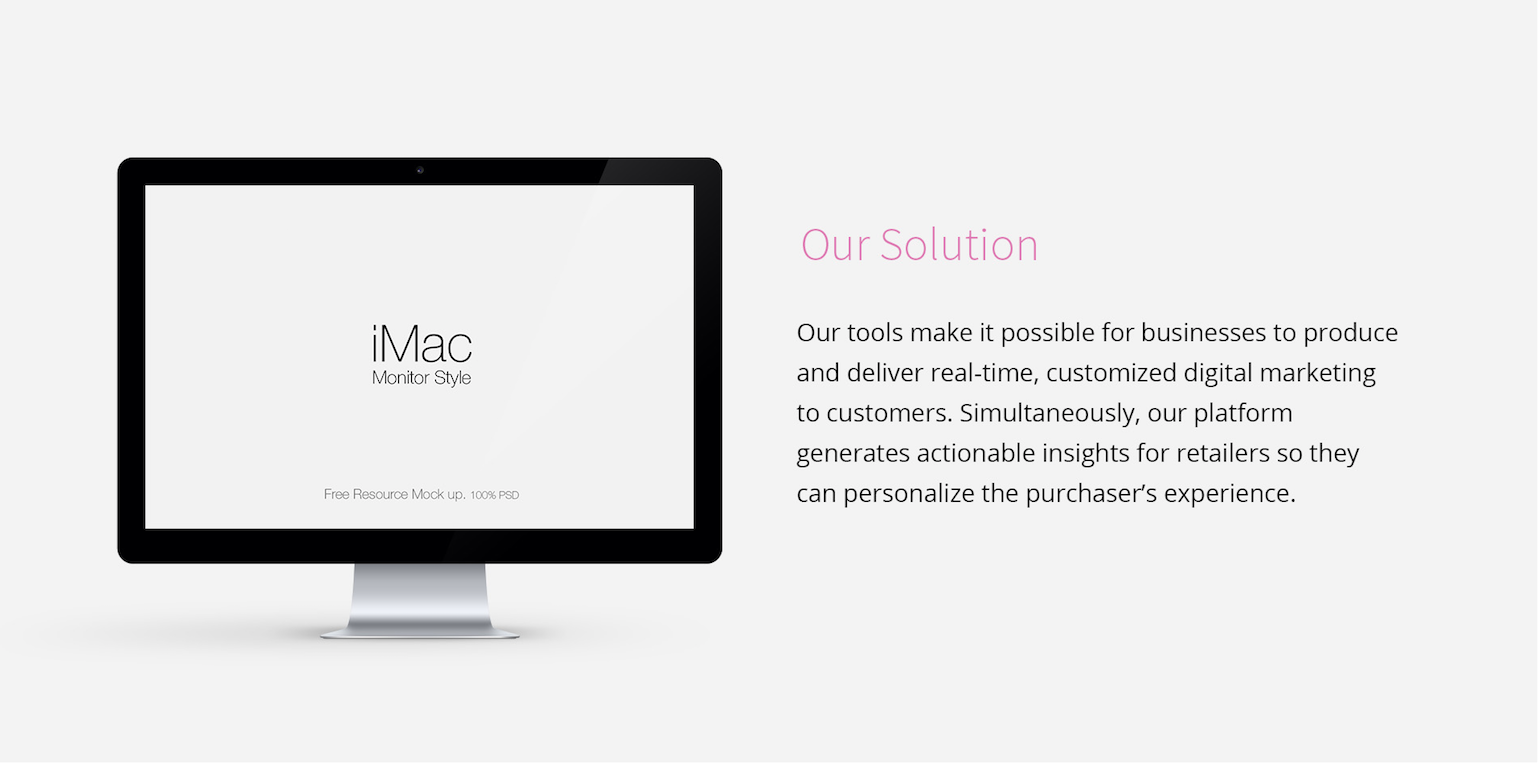 iMac
Monitor Style
Free Resource Mock up. 100% PSD
Our Solution
Our tools make it possible for businesses to produce
and deliver real-time, customized digital marketing
to customers. Simultaneously, our platform
generates actionable insights for retailers so they
can personalize the purchaser’s experience.